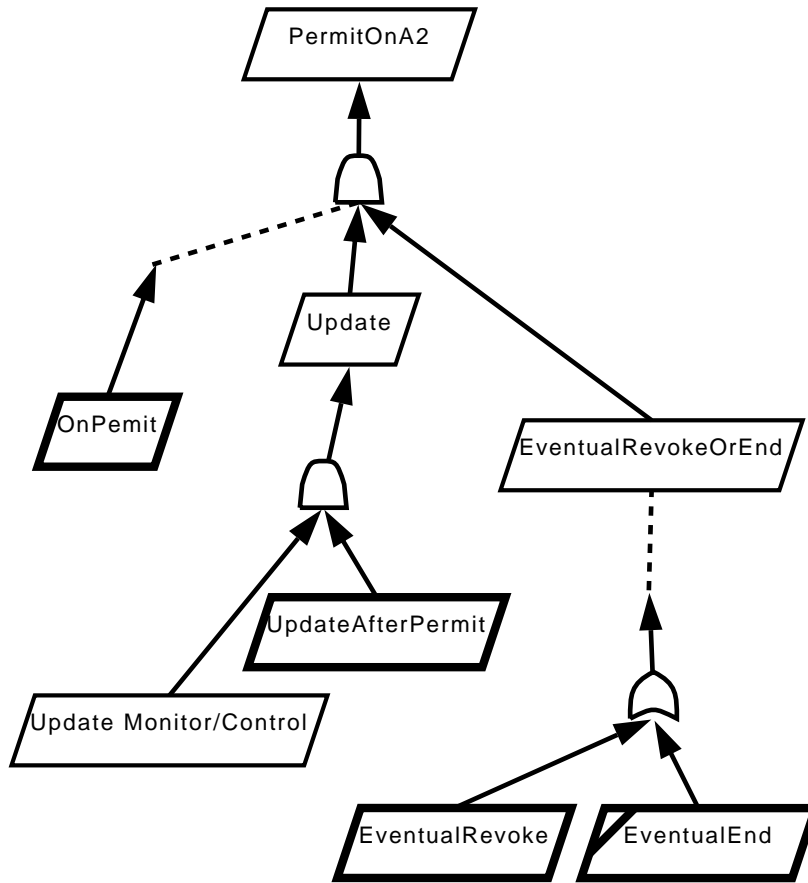 PermitOnA2
Update
OnPemit
EventualRevokeOrEnd
UpdateAfterPermit
Update Monitor/Control
EventualRevoke
EventualEnd